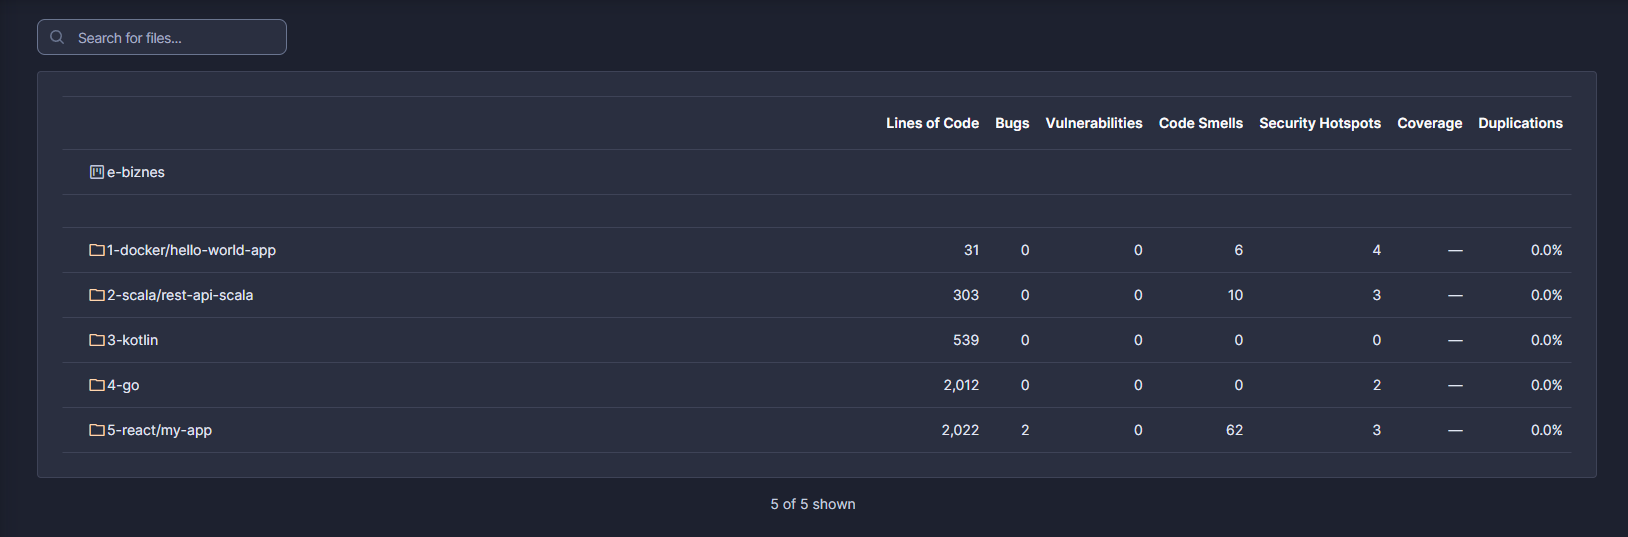 Search for files...
Lines of Code Bugs Vulnerabilities Code Smells Security Hotspots Coverage Duplications
e-biznes
1-docker/hello-world-app 31 0 0 6 4 — 0.0%
2-scala/rest-api-scala 303 0 0 10 3 — 0.0%
3-kotlin 539 0 0 0 0 — 0.0%
4-go 2,012 0 0 0 2 — 0.0%
5-react/my-app 2,022 2 0 62 3 — 0.0%
5 of 5 shown